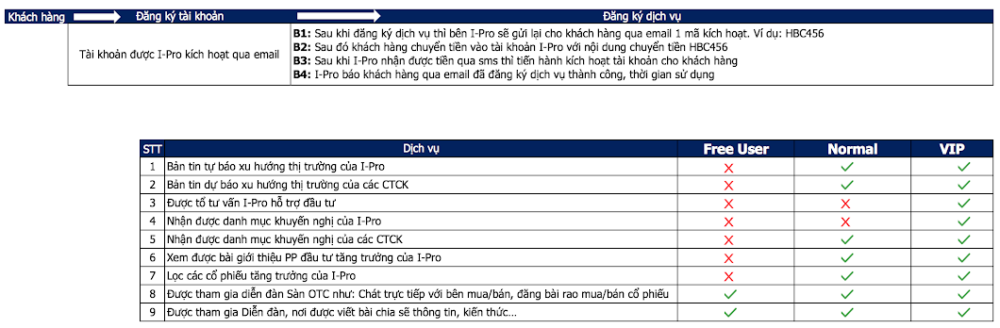 Khách hàng Đăng ký tài khoản Đăng ký dịch vụ
B1: Sau khi đăng ký dịch vụ thì bên I-Pro sẽ gửi lại cho khách hàng qua email 1 mã kích hoạt. Ví dụ: HBC456
B2: Sau đó khách hàng chuyển tiền vào tài khoản I-Pro với nội dung chuyển tiền HBC456
Tài khoản được I-Pro kích hoạt qua email
B3: Sau khi I-Pro nhận được tiền qua sms thì tiến hành kích hoạt tài khoản cho khách hàng
B4: I-Pro báo khách hàng qua email đã đăng ký dịch vụ thành công, thời gian sử dụng
STT Dịch vụ Free User Normal VIP
1 Bản tin tự báo xu hướng thị trường của I-Pro
2 Bản tin dự báo xu hướng thị trường của các CTCK
3 Được tổ tư vấn I-Pro hỗ trợ đầu tư
4 Nhận được danh mục khuyến nghị của I-Pro
5 Nhận được danh mục khuyến nghị của các CTCK
6 Xem được bài giới thiệu PP đầu tư tăng trưởng của I-Pro
7 Lọc các cổ phiếu tăng trưởng của I-Pro
8 Được tham gia diễn đàn Sàn OTC như: Chát trực tiếp với bên mua/bán, đăng bài rao mua/bán cổ phiếu
9 Được tham gia Diễn đàn, nơi được viết bài chia sẽ thông tin, kiến thức...